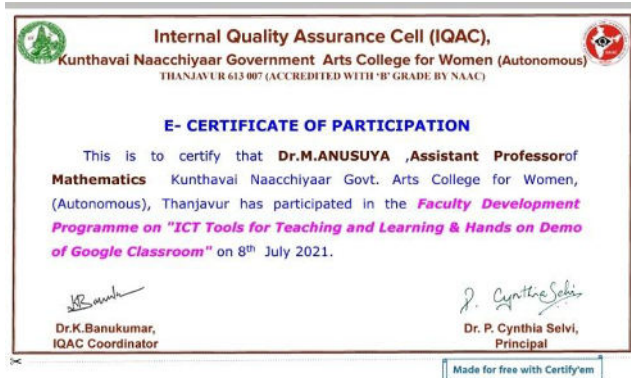 Internal Quality Assurance Cell (IQAC),
Kunthavai Naacchiyaar Government Arts College for Women (Autonomous)
THANJAVUR 613 007 (ACCREDITED WITH ‘B’ GRADE BY NAAC)
E- CERTIFICATE OF PARTICIPATION
This is to certify that Dr.M.ANUSUYA ,Assistant Professorof
Mathematics Kunthavai Naacchiyaar Govt. Arts College for Women,
(Autonomous), Thanjavur has participated in the Faculty Development
Programme on "ICT Tools for Teaching and Learning & Hands on Demo
of Google Classroom" on 8th July 2021.
P. Cynthia Selvi
Dr.K.Banukumar,
IQAC Coordinator
Dr. P. Cynthia Selvi,
Principal
Made for free with Certify'em